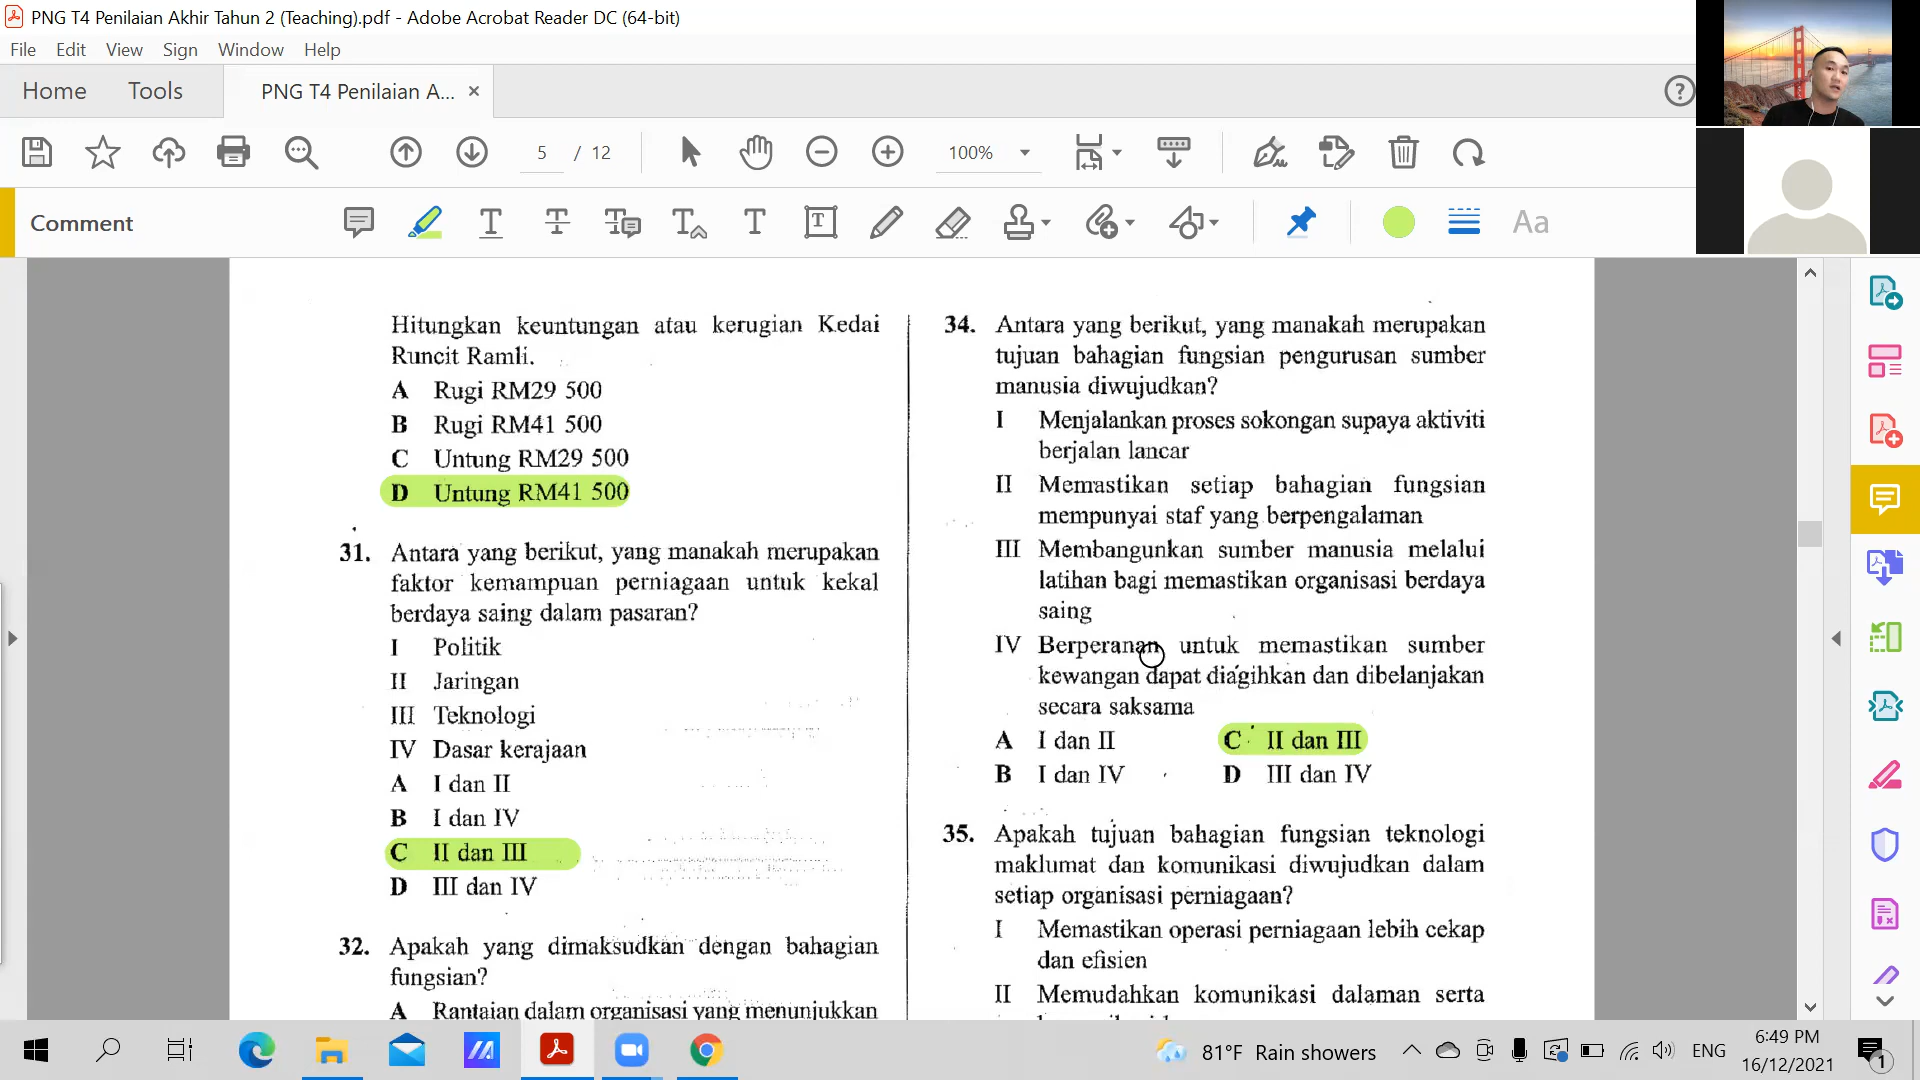 PNG T4 Penilaian Akhir Tahun 2 (Teaching).pdf - Adobe Acrobat Reader DC (64-bit)
File Edit View Sign Window Help
Home Tools PNG T4 Penilaian A... ×
5 / 12 100%
Comment
Aa
Hitungkan keuntungan atau kerugian Kedai
Runcit Ramli.
A Rugi RM29 500
B Rugi RM41 500
C Untung RM29 500
D Untung RM41 500
31. Antara yang berikut, yang manakah merupakan
faktor kemampuan perniagaan untuk kekal
berdaya saing dalam pasaran?
I Politik
II Jaringan
III Teknologi
IV Dasar kerajaan
A I dan II
B I dan IV
C II dan III
D III dan IV
32. Apakah yang dimaksudkan dengan bahagian
fungsian?
A Rantaian dalam organisasi yang menunjukkan
34. Antara yang berikut, yang manakah merupakan
tujuan bahagian fungsian pengurusan sumber
manusia diwujudkan?
I Menjalankan proses sokongan supaya aktiviti
berjalan lancar
II Memastikan setiap bahagian fungsian
mempunyai staf yang berpengalaman
III Membangunkan sumber manusia melalui
latihan bagi memastikan organisasi berdaya
saing
IV Berperanan untuk memastikan sumber
kewangan dapat diagihkan dan dibelanjakan
secara saksama
A I dan II C II dan III
B I dan IV D III dan IV
35. Apakah tujuan bahagian fungsian teknologi
maklumat dan komunikasi diwujudkan dalam
setiap organisasi perniagaan?
I Memastikan operasi perniagaan lebih cekap
dan efisien
II Memudahkan komunikasi dalaman serta
81°F Rain showers
ENG
6:49 PM
16/12/2021
1